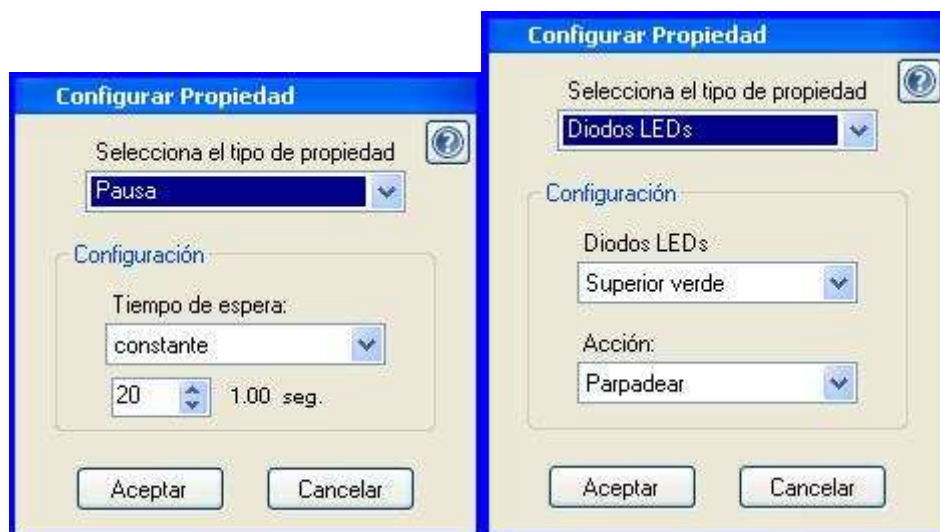 Configurar Propiedad
Selecciona el tipo de propiedad
Pausa
Configuración
Tiempo de espera:
constante
20 1.00 seg.
Aceptar Cancelar
Configurar Propiedad
Selecciona el tipo de propiedad
Diodos LEDs
Configuración
Diodos LEDs
Superior verde
Acción:
Parpadear
Aceptar Cancelar